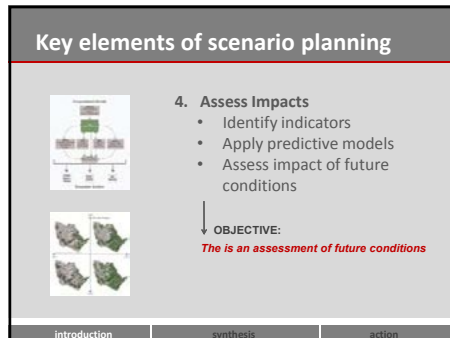 Key elements of scenario planning
4. Assess Impacts
• Identify indicators
• Apply predictive models
• Assess impact of future
conditions
OBJECTIVE:
The is an assessment of future conditions
introduction
synthesis
action